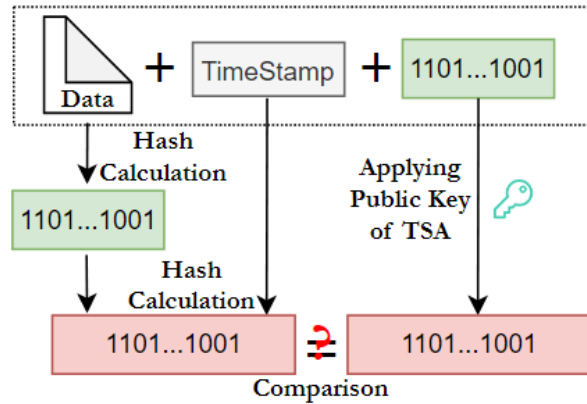 Data + TimeStamp + 1101...1001
Hash
Calculation
Applying
Public Key
of TSA
1101...1001
Hash
Calculation
1101...1001 ≟ 1101...1001
Comparison